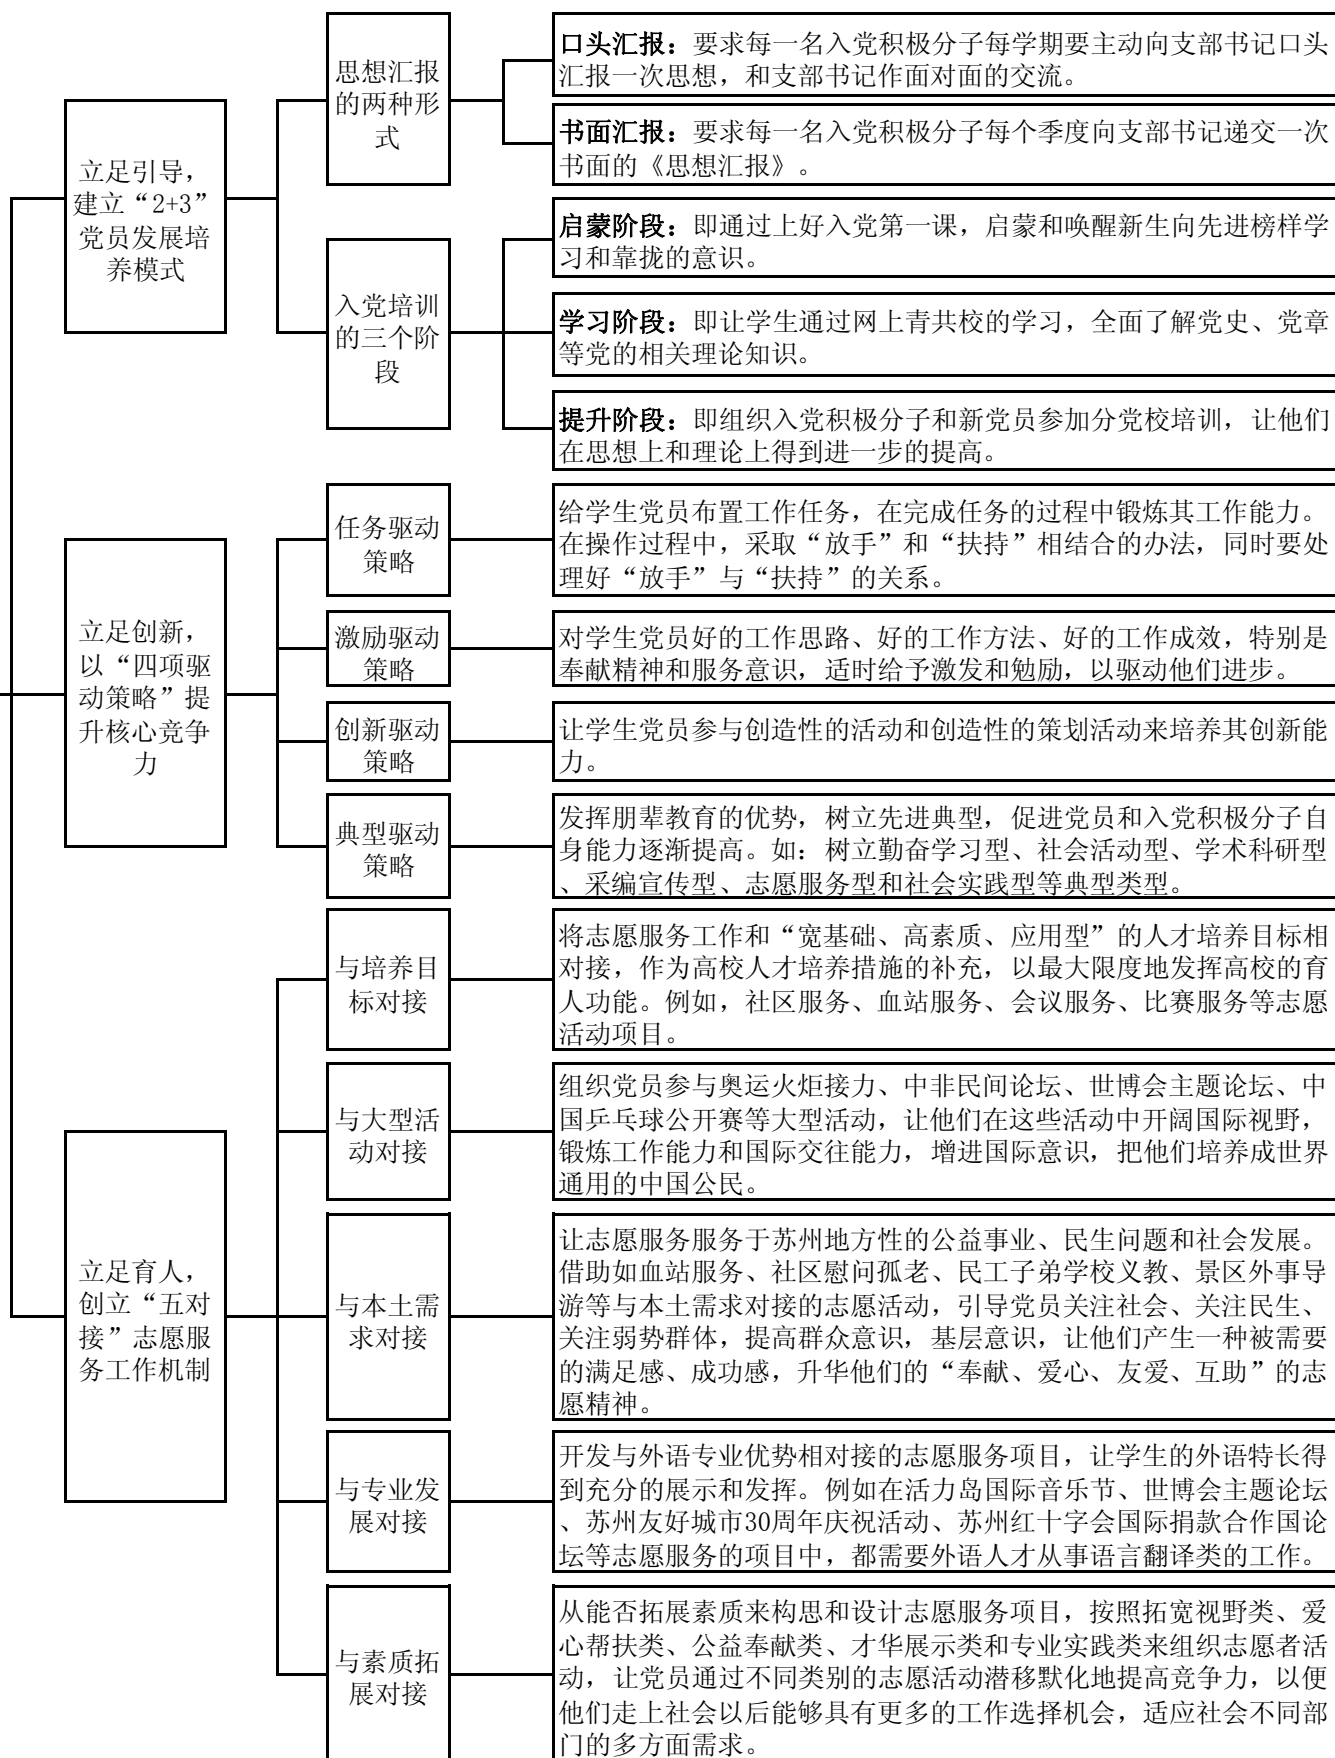 立足引导，
建立“2+3”
党员发展培
养模式
思想汇报
的两种形
式
口头汇报：要求每一名入党积极分子每学期要主动向支部书记口头
汇报一次思想，和支部书记作面对面的交流。
书面汇报：要求每一名入党积极分子每个季度向支部书记递交一次
书面的《思想汇报》。
入党培训
的三个阶
段
启蒙阶段：即通过上好入党第一课，启蒙和唤醒新生向先进榜样学
习和靠拢的意识。
学习阶段：即让学生通过网上青共校的学习，全面了解党史、党章
等党的相关理论知识。
提升阶段：即组织入党积极分子和新党员参加分党校培训，让他们
在思想上和理论上得到进一步的提高。
立足创新，
以“四项驱
动策略”提
升核心竞争
力
任务驱动
策略
给学生党员布置工作任务，在完成任务的过程中锻炼其工作能力。
在操作过程中，采取“放手”和“扶持”相结合的办法，同时要处
理好“放手”与“扶持”的关系。
激励驱动
策略
对学生党员好的工作思路、好的工作方法、好的工作成效，特别是
奉献精神和服务意识，适时给予激发和勉励，以驱动他们进步。
创新驱动
策略
让学生党员参与创造性的活动和创造性的策划活动来培养其创新能
力。
典型驱动
策略
发挥朋辈教育的优势，树立先进典型，促进党员和入党积极分子自
身能力逐渐提高。如：树立勤奋学习型、社会活动型、学术科研型
、采编宣传型、志愿服务型和社会实践型等典型类型。
立足育人，
创立“五对
接”志愿服
务工作机制
与培养目
标对接
将志愿服务工作和“宽基础、高素质、应用型”的人才培养目标相
对接，作为高校人才培养措施的补充，以最大限度地发挥高校的育
人功能。例如，社区服务、血站服务、会议服务、比赛服务等志愿
活动项目。
与大型活
动对接
组织党员参与奥运火炬接力、中非民间论坛、世博会主题论坛、中
国乒乓球公开赛等大型活动，让他们在这些活动中开阔国际视野，
锻炼工作能力和国际交往能力，增进国际意识，把他们培养成世界
通用的中国公民。
与本土需
求对接
让志愿服务服务于苏州地方性的公益事业、民生问题和社会发展。
借助如血站服务、社区慰问孤老、民工子弟学校义教、景区外事导
游等与本土需求对接的志愿活动，引导党员关注社会、关注民生、
关注弱势群体，提高群众意识，基层意识，让他们产生一种被需要
的满足感、成功感，升华他们的“奉献、爱心、友爱、互助”的志
愿精神。
与专业发
展对接
开发与外语专业优势相对接的志愿服务项目，让学生的外语特长得
到充分的展示和发挥。例如在活力岛国际音乐节、世博会主题论坛
、苏州友好城市30周年庆祝活动、苏州红十字会国际捐款合作国论
坛等志愿服务的项目中，都需要外语人才从事语言翻译类的工作。
与素质拓
展对接
从能否拓展素质来构思和设计志愿服务项目，按照拓宽视野类、爱
心帮扶类、公益奉献类、才华展示类和专业实践类来组织志愿者活
动，让党员通过不同类别的志愿活动潜移默化地提高竞争力，以便
他们走上社会以后能够具有更多的工作选择机会，适应社会不同部
门的多方面需求。